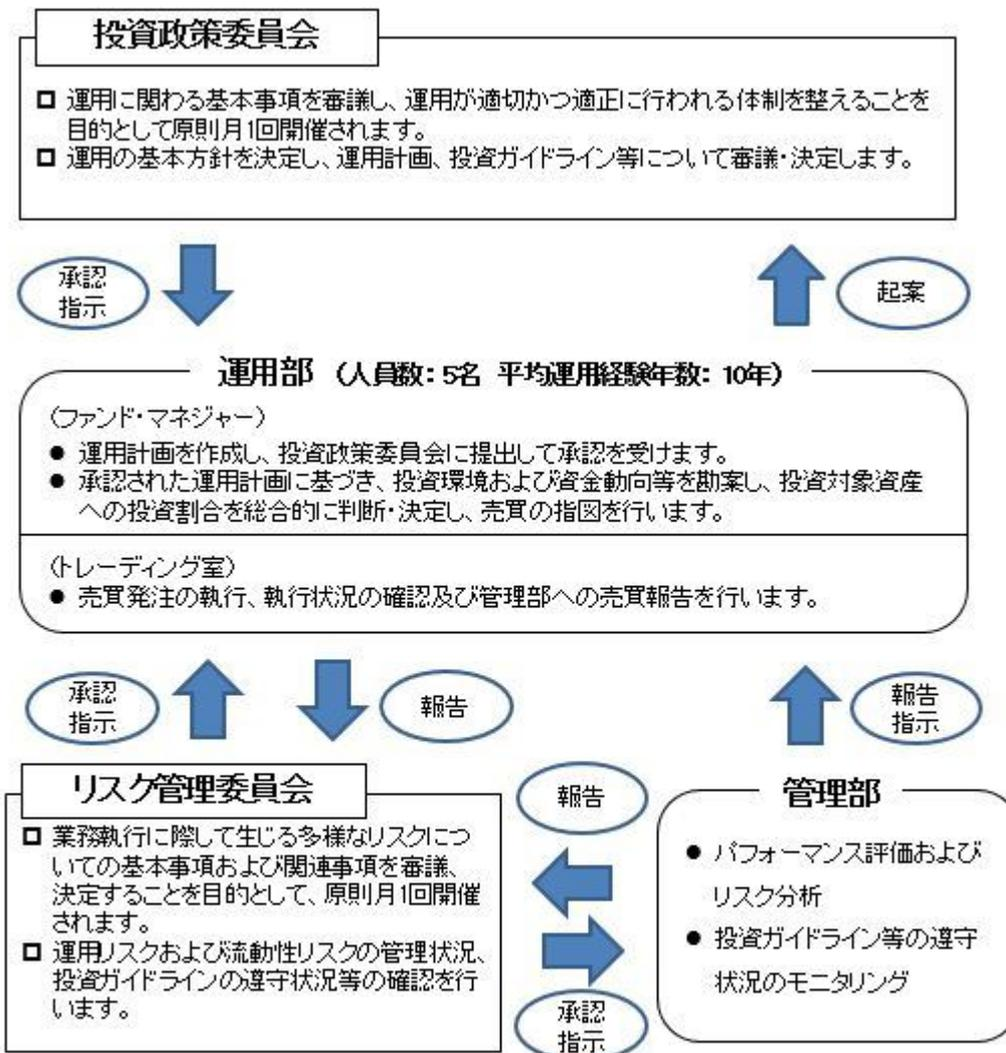 投資政策委員会
運用に関わる基本事項を審議し、運用が適切かつ適正に行われる体制を整えることを
目的として原則月1回開催されます。
運用の基本方針を決定し、運用計画、投資ガイドライン等について審議・決定します。
承認
指示
起案
運用部 (人員数：5名 平均運用経験年数：10年)
(ファンド・マネジャー)
● 運用計画を作成し、投資政策委員会に提出して承認を受けます。
● 承認された運用計画に基づき、投資環境および資金動向等を勘案し、投資対象資産
への投資割合を総合的に判断・決定し、売買の指図を行います。
(トレーディング室)
● 売買発注の執行、執行状況の確認及び管理部への売買報告を行います。
承認
指示
報告
報告
指示
リスク管理委員会
業務執行に際して生じる多様なリスクにつ
いての基本事項および関連事項を審議、
決定することを目的として、原則月1回開催
されます。
運用リスクおよび流動性リスクの管理状況、
投資ガイドラインの遵守状況等の確認を行
います。
報告
承認
指示
管理部
● パフォーマンス評価および
リスク分析
● 投資ガイドライン等の遵守
状況のモニタリング